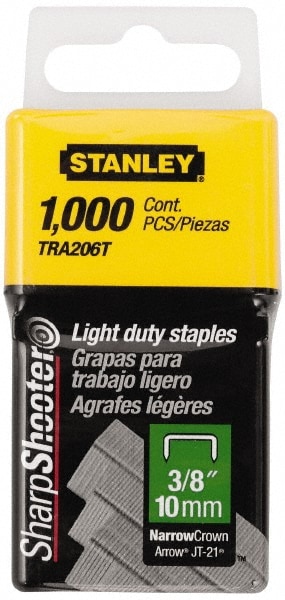 STANLEY®
1,000 Cont.
PCS/Piezas
TRA206T
SharpShooter
Light duty staples
Grapas para
trabajo ligero
Agrafes légères
3/8"
10mm
NarrowCrown
Arrow® JT-21®
™